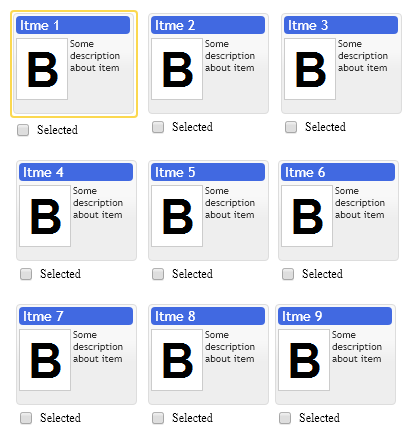 Itme 1
B
Some
description
about item
Selected
Itme 2
B
Some
description
about item
Selected
Itme 3
B
Some
description
about item
Selected
Itme 4
B
Some
description
about item
Selected
Itme 5
B
Some
description
about item
Selected
Itme 6
B
Some
description
about item
Selected
Itme 7
B
Some
description
about item
Selected
Itme 8
B
Some
description
about item
Selected
Itme 9
B
Some
description
about item
Selected